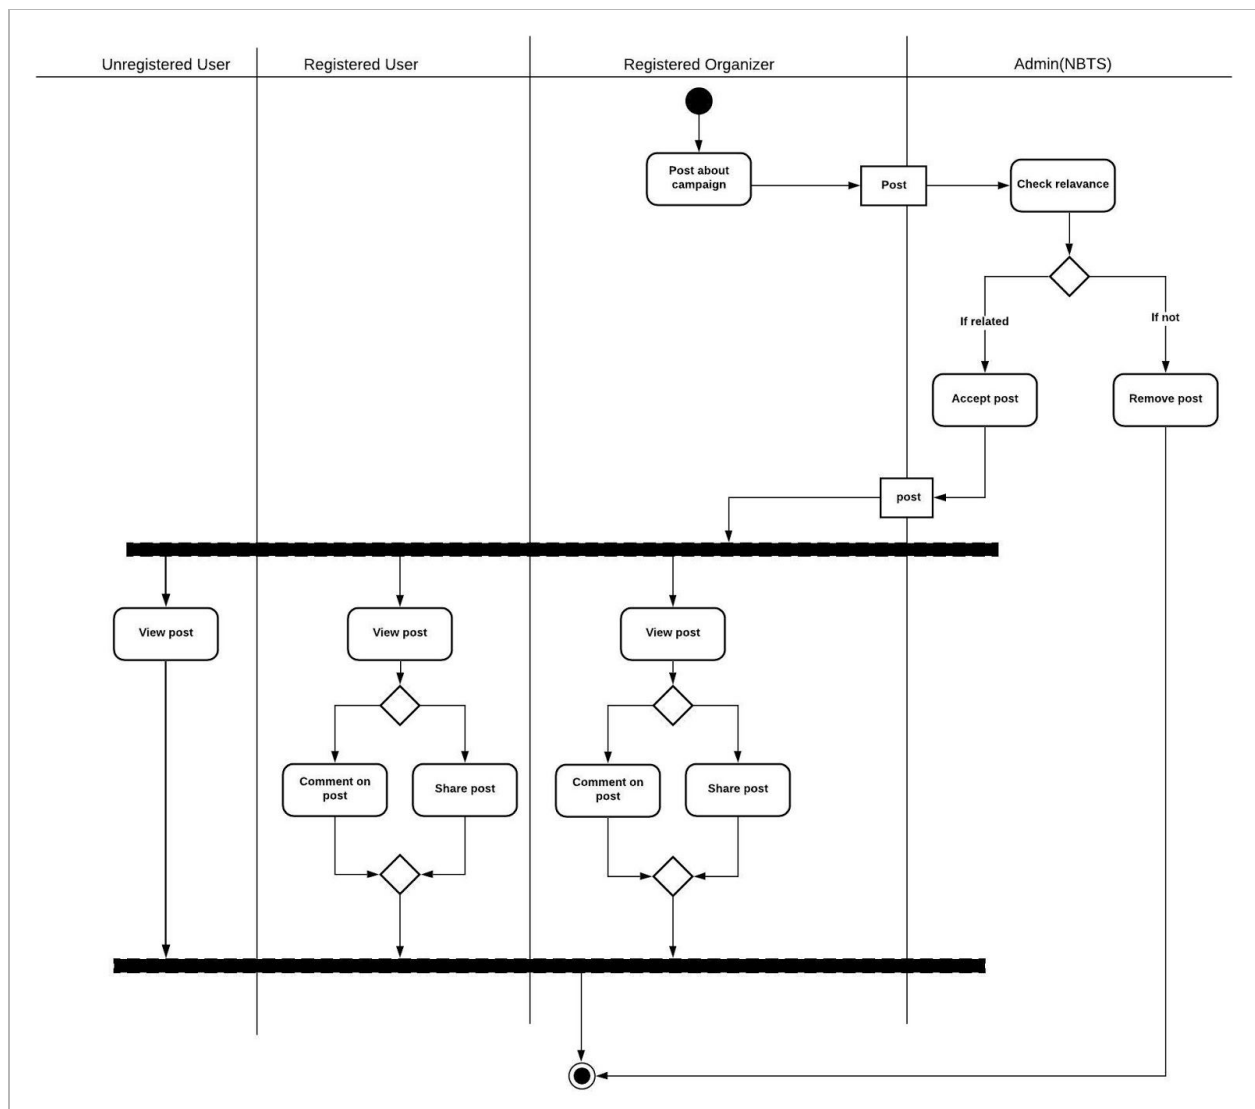 Unregistered User
Registered User
Registered Organizer
Admin(NBTS)
Post about
campaign
Post
Check relavance
If related
If not
Accept post
Remove post
post
View post
View post
View post
Comment on
post
Share post
Comment on
post
Share post